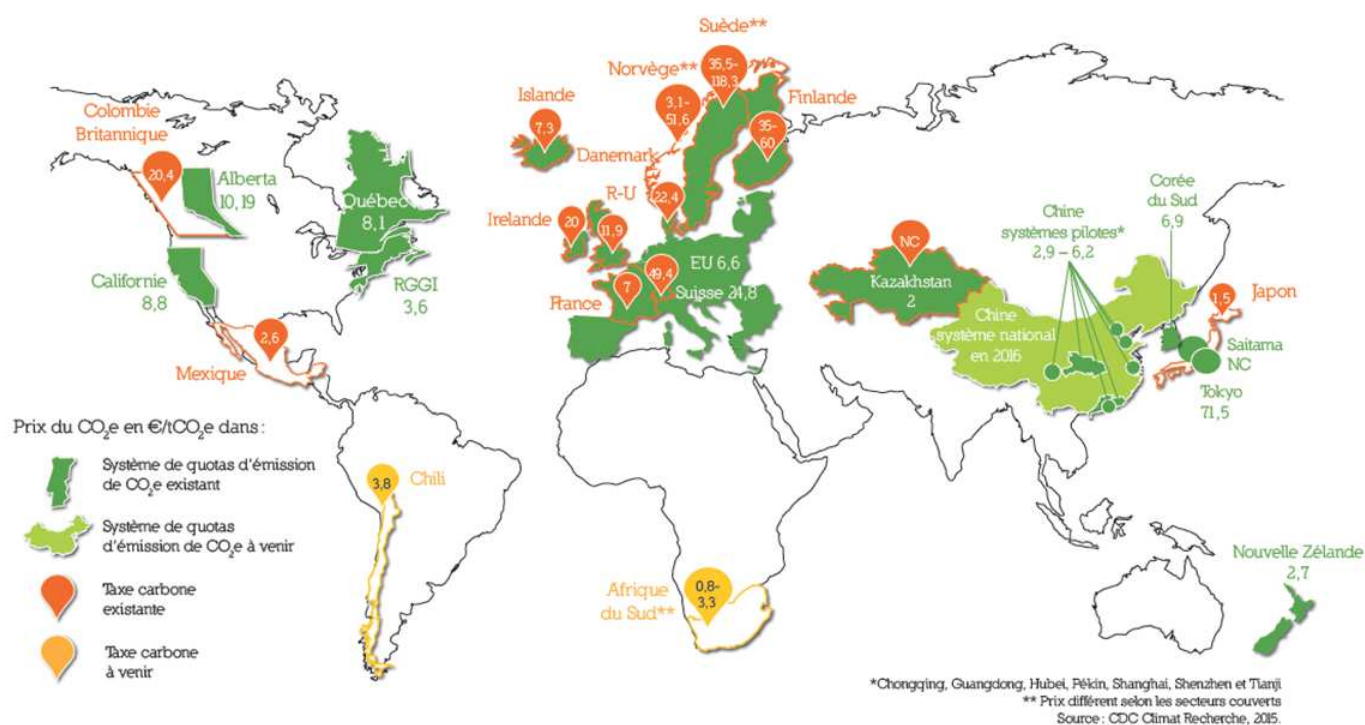 Suède**
35,5-
118,3
Norvège**
3,1-
51,6
Finlande
35-
60
Islande
7,3
Danemark
22,4
R-U
11,9
Irelande
20
France
7
49,4
EU 6,6
Suisse 24,8
Colombie
Britannique
20,4
Alberta
10,19
Québec
8,1
Californie
8,8
RGGI
3,6
2,6
Mexique
NC
Kazakhstan
2
Chine
système national
en 2016
Chine
systèmes pilotes*
2,9 – 6,2
Corée
du Sud
6,9
Japon
1,5
Saitama
NC
Tokyo
71,5
Prix du CO₂e en €/tCO₂e dans :
Système de quotas d'émission
de CO₂e existant
Système de quotas
d'émission de CO₂e à venir
Taxe carbone
existante
Taxe carbone
à venir
3,8
Chili
Afrique
du Sud**
0,8-
3,3
Nouvelle Zélande
2,7
*Chongqing, Guangdong, Hubei, Pékin, Shanghai, Shenzhen et Tianji
** Prix différent selon les secteurs couverts
Source : CDC Climat Recherche, 2015.